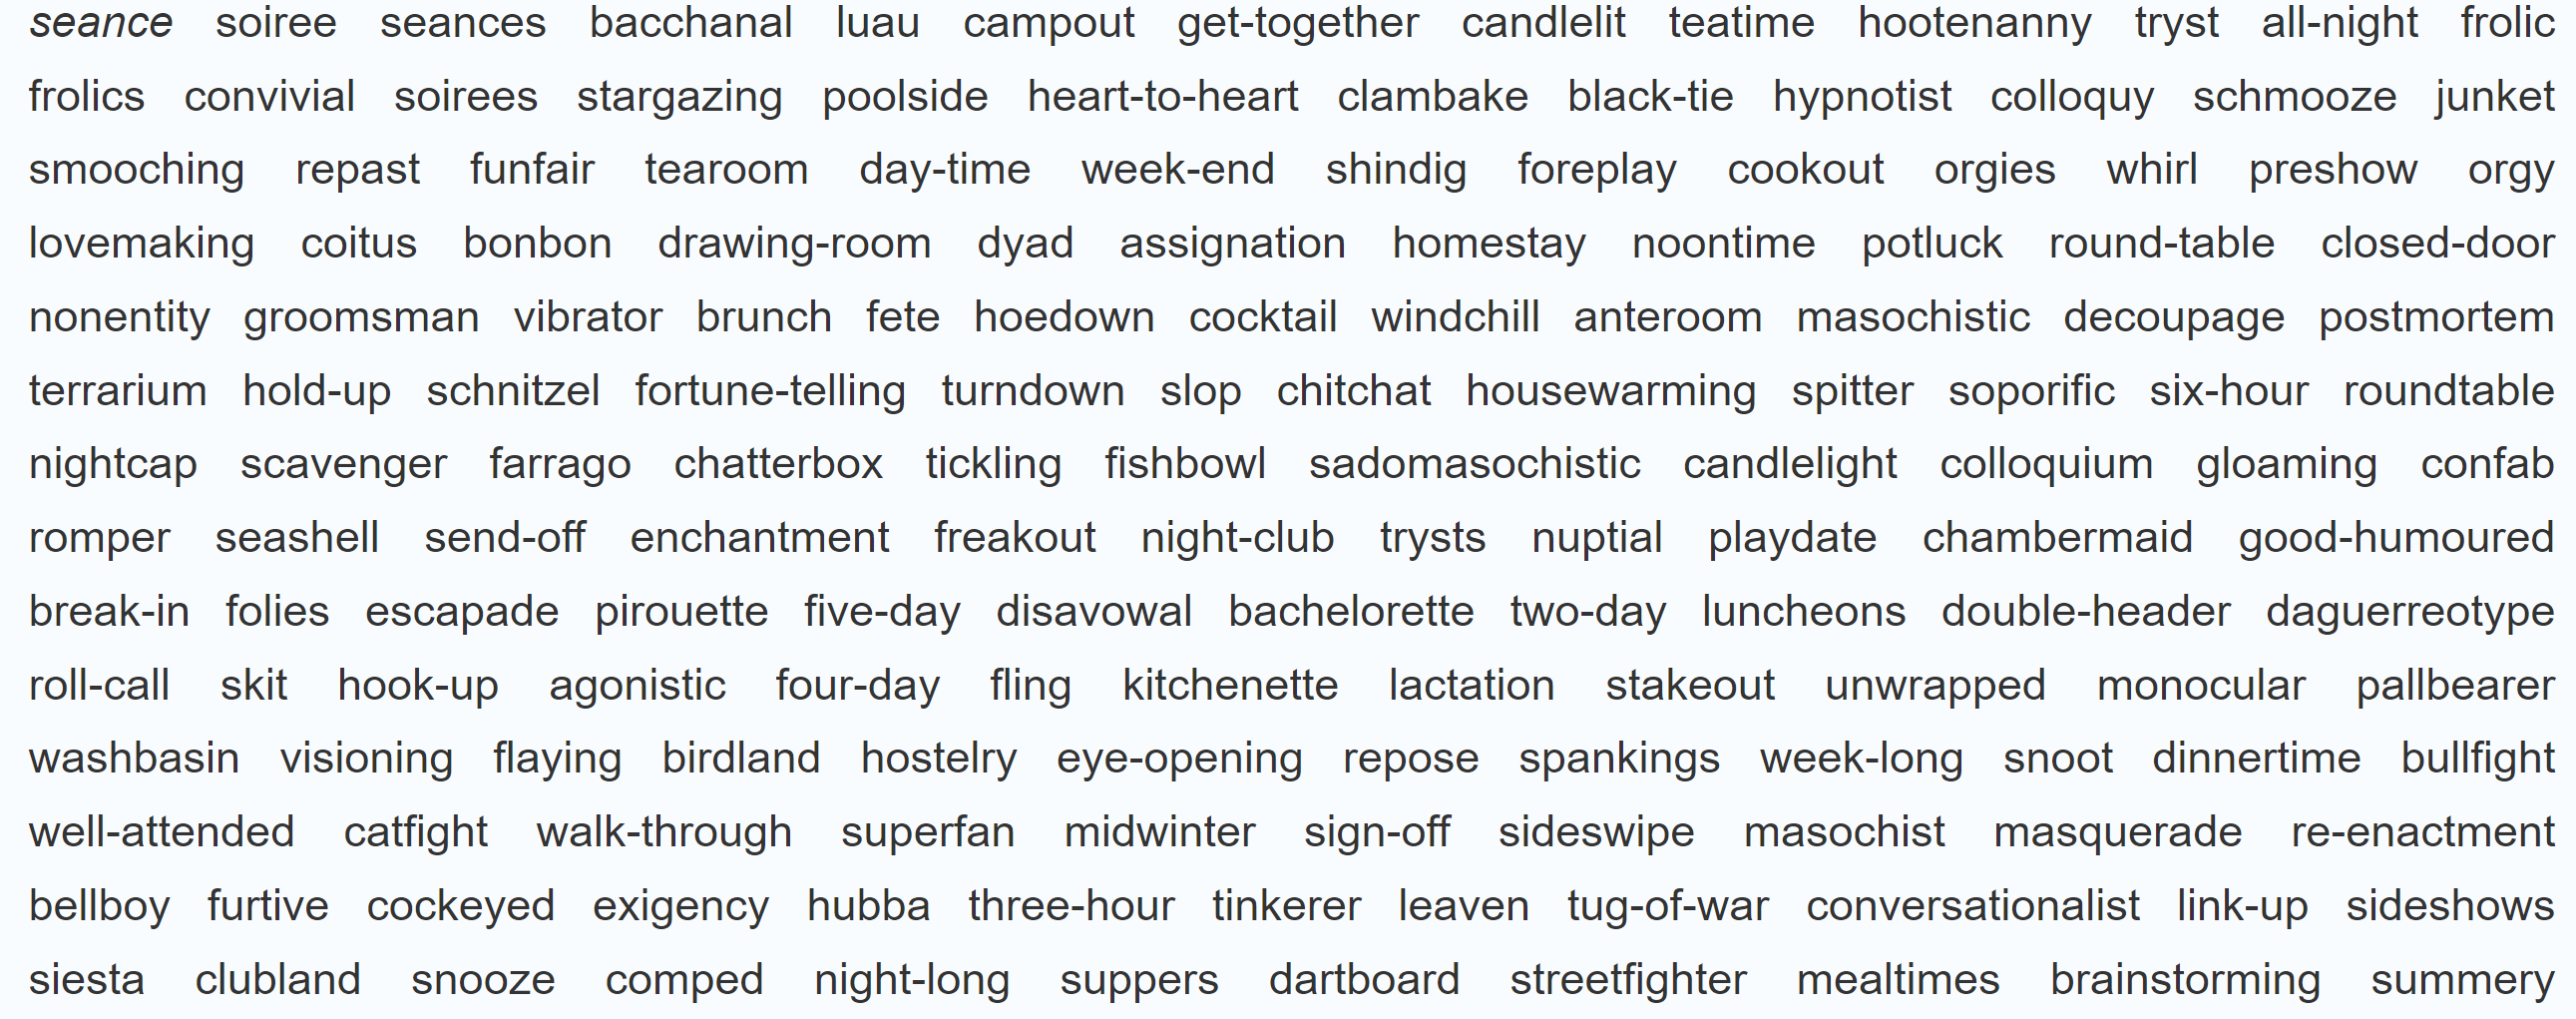 seance soiree seances bacchanal luau campout get-together candlelit teatime hootenanny tryst all-night frolic
frolics convivial soirees stargazing poolside heart-to-heart clambake black-tie hypnotist colloquy schmooze junket
smooching repast funfair tearoom day-time week-end shindig foreplay cookout orgies whirl preshow orgy
lovemaking coitus bonbon drawing-room dyad assignation homestay noontime potluck round-table closed-door
nonentity groomsman vibrator brunch fete hoedown cocktail windchill anteroom masochistic decoupage postmortem
terrarium hold-up schnitzel fortune-telling turndown slop chitchat housewarming spitter soporific six-hour roundtable
nightcap scavenger farrago chatterbox tickling fishbowl sadomasochistic candlelight colloquium gloaming confab
romper seashell send-off enchantment freakout night-club trysts nuptial playdate chambermaid good-humoured
break-in folies escapade pirouette five-day disavowal bachelorette two-day luncheons double-header daguerreotype
roll-call skit hook-up agonistic four-day fling kitchenette lactation stakeout unwrapped monocular pallbearer
washbasin visioning flaying birdland hostelry eye-opening repose spankings week-long snoot dinnertime bullfight
well-attended catfight walk-through superfan midwinter sign-off sideswipe masochist masquerade re-enactment
bellboy furtive cockeyed exigency hubba three-hour tinkerer leaven tug-of-war conversationalist link-up sideshows
siesta clubland snooze comped night-long suppers dartboard streetfighter mealtimes brainstorming summery